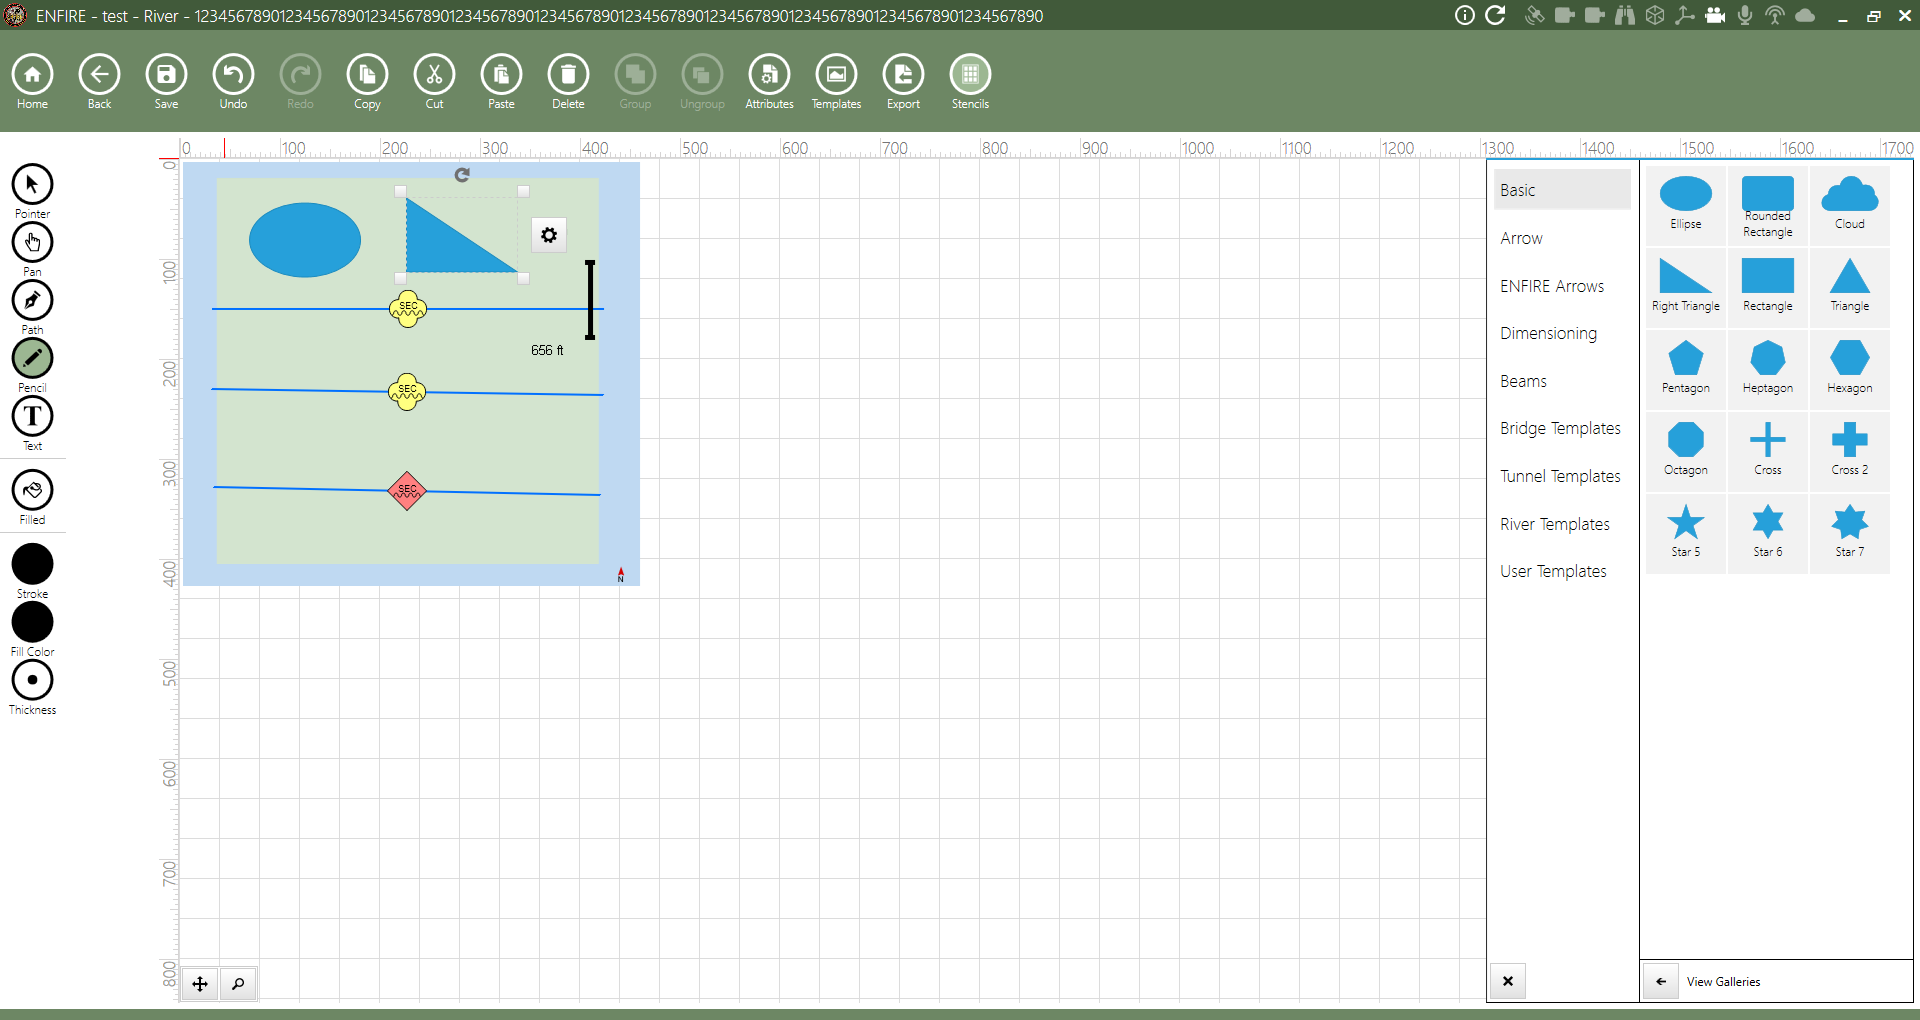 ENFIRE - test - River - 1234567890123456789012345678901234567890123456789012345678901234567890123456789012345678901234567890
Home Back Save Undo Redo Copy Cut Paste Delete Group Ungroup Attributes Templates Export Stencils
0 100 200 300 400 500 600 700 800 900 1000 1100 1200 1300 1400 1500 1600 1700
0
100
200
300
400
500
600
700
800
Pointer
Pan
Path
Pencil
T
Text
Filled
Stroke
Fill Color
Thickness
SEC
656 ft
SEC
SEC
N
Basic
Arrow
ENFIRE Arrows
Dimensioning
Beams
Bridge Templates
Tunnel Templates
River Templates
User Templates
Ellipse
Rounded
Rectangle
Cloud
Right Triangle
Rectangle
Triangle
Pentagon
Heptagon
Hexagon
Octagon
Cross
Cross 2
Star 5
Star 6
Star 7
View Galleries